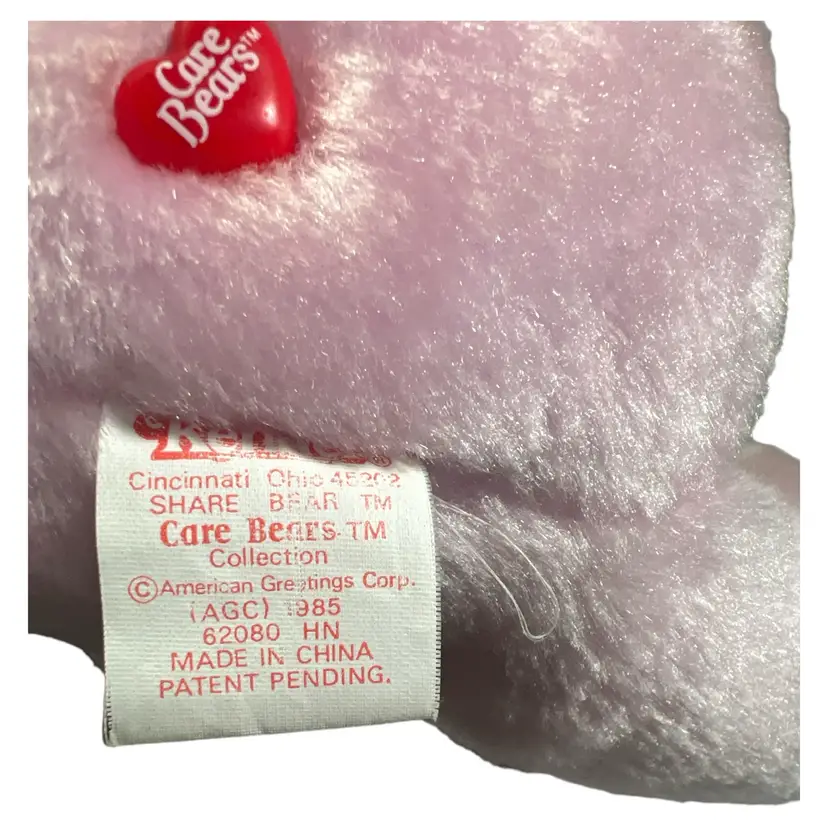 Care
Bears™
Kenner®
Cincinnati Ohio 45202
SHARE BEAR TM
Care Bears TM
Collection
©American Greetings Corp.
(AGC) 1985
62080 HN
MADE IN CHINA
PATENT PENDING.